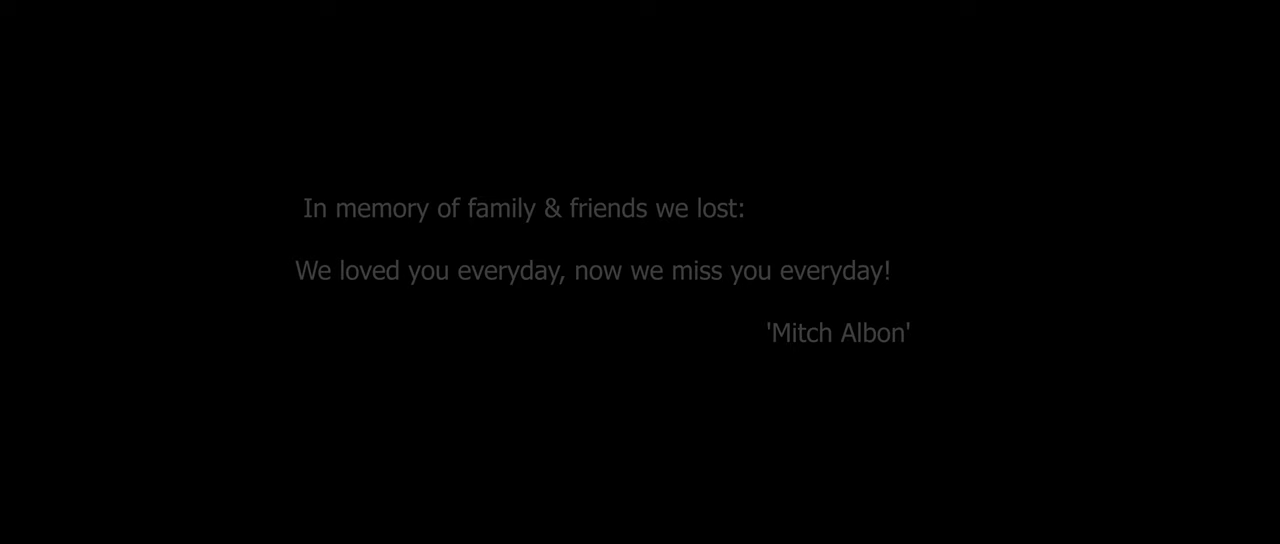 In memory of family & friends we lost:
We loved you everyday, now we miss you everyday!
'Mitch Albon'